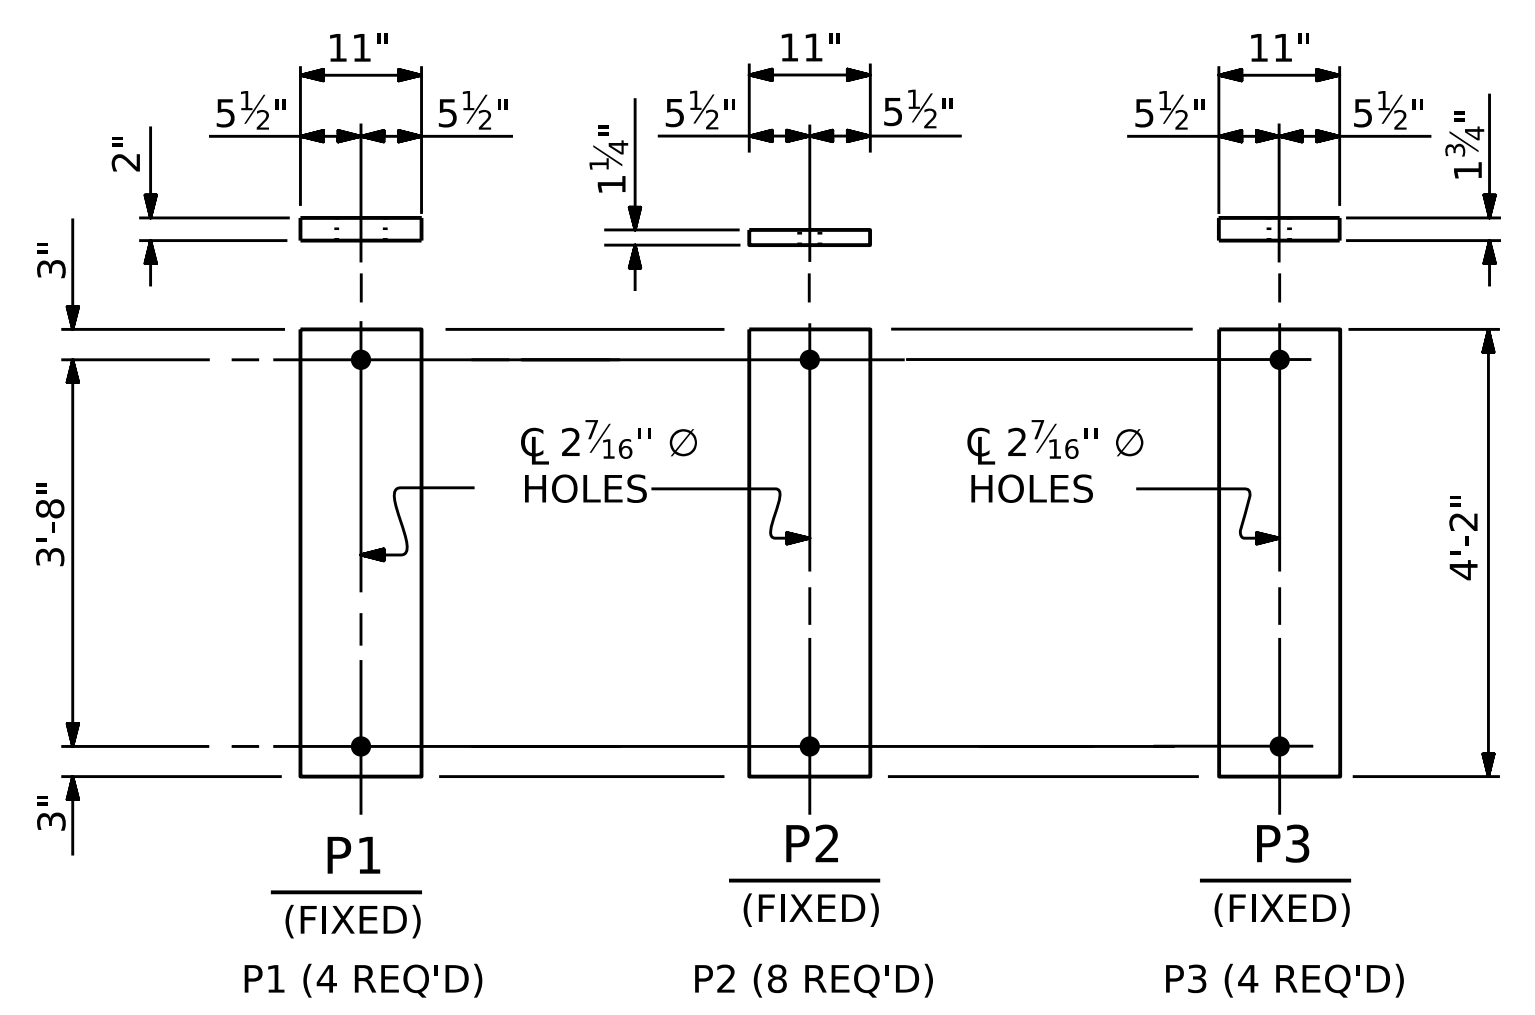 11"
11"
11"
5½"
5½"
5½"
5½"
5½"
5½"
2"
1¼"
1¾"
3"
℄ 2⁷⁄₁₆" ∅
HOLES
℄ 2⁷⁄₁₆" ∅
HOLES
3'-8"
4'-2"
3"
P1
(FIXED)
P1 (4 REQ'D)
P2
(FIXED)
P2 (8 REQ'D)
P3
(FIXED)
P3 (4 REQ'D)